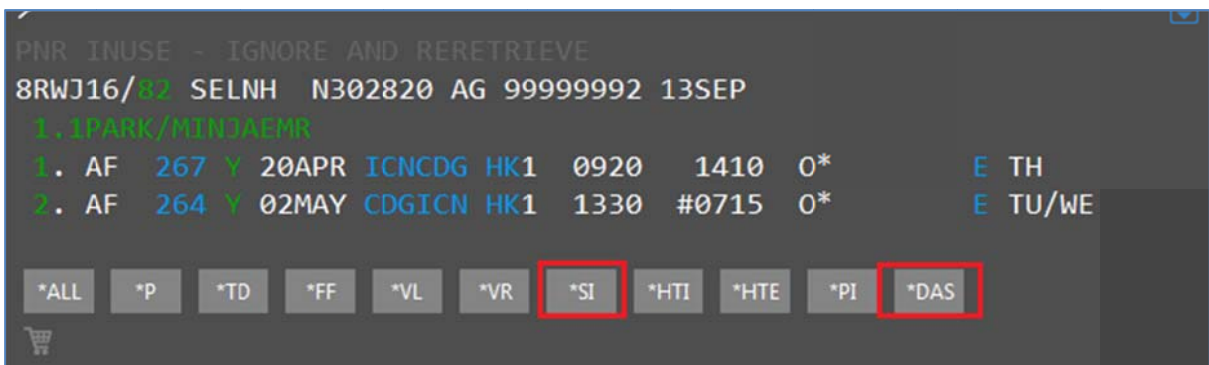 PNR INUSE - IGNORE AND RERETRIEVE
8RWJ16/82 SELNH N302820 AG 99999992 13SEP
1.1PARK/MINJAEMR
1. AF 267 Y 20APR ICNCDG HK1 0920 1410 O* E TH
2. AF 264 Y 02MAY CDGICN HK1 1330 #0715 O* E TU/WE
*ALL *P *TD *FF *VL *VR *SI *HTI *HTE *PI *DAS